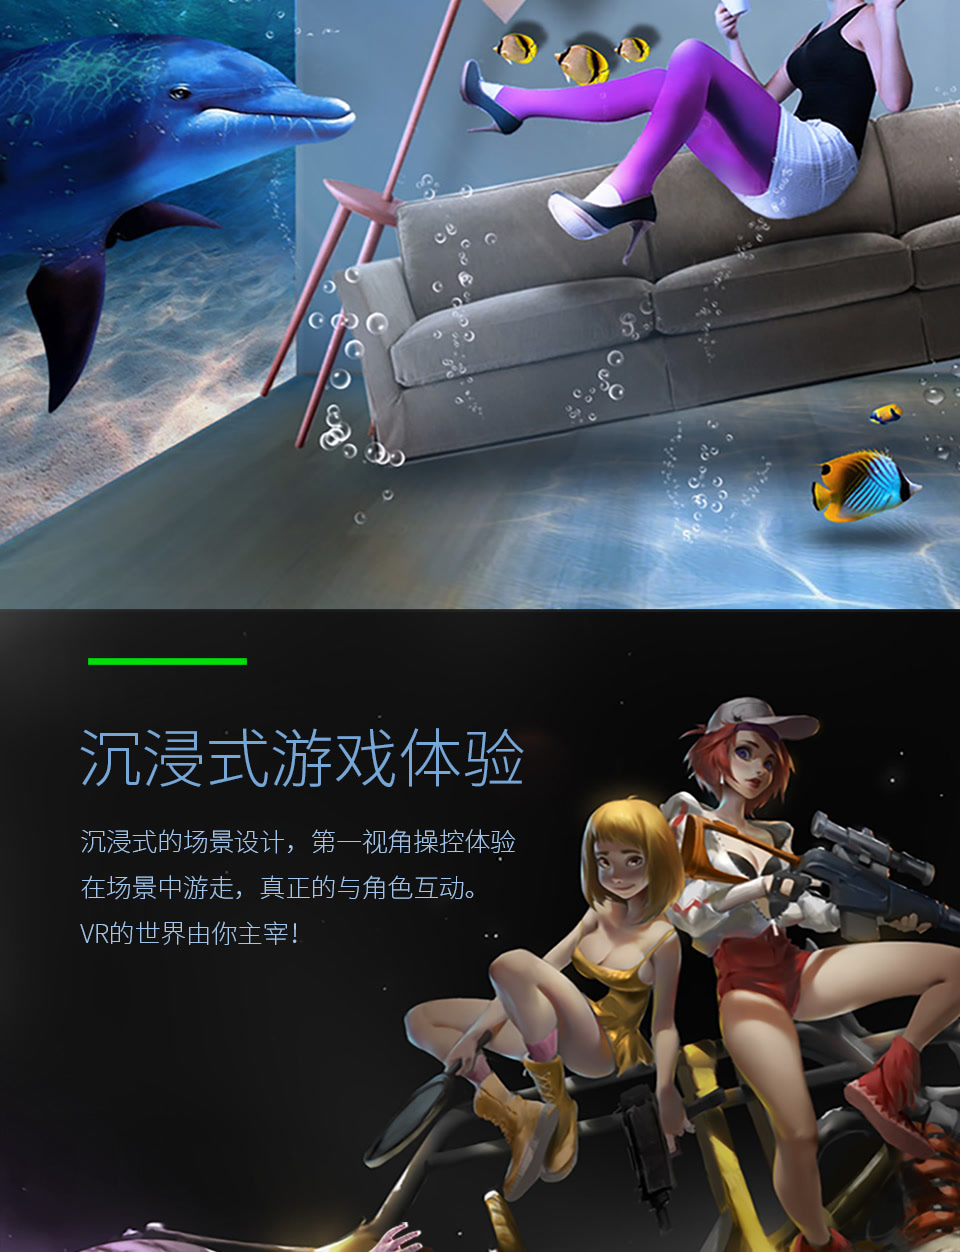 沉浸式游戏体验
沉浸式的场景设计，第一视角操控体验
在场景中游走，真正的与角色互动。
VR的世界由你主宰！